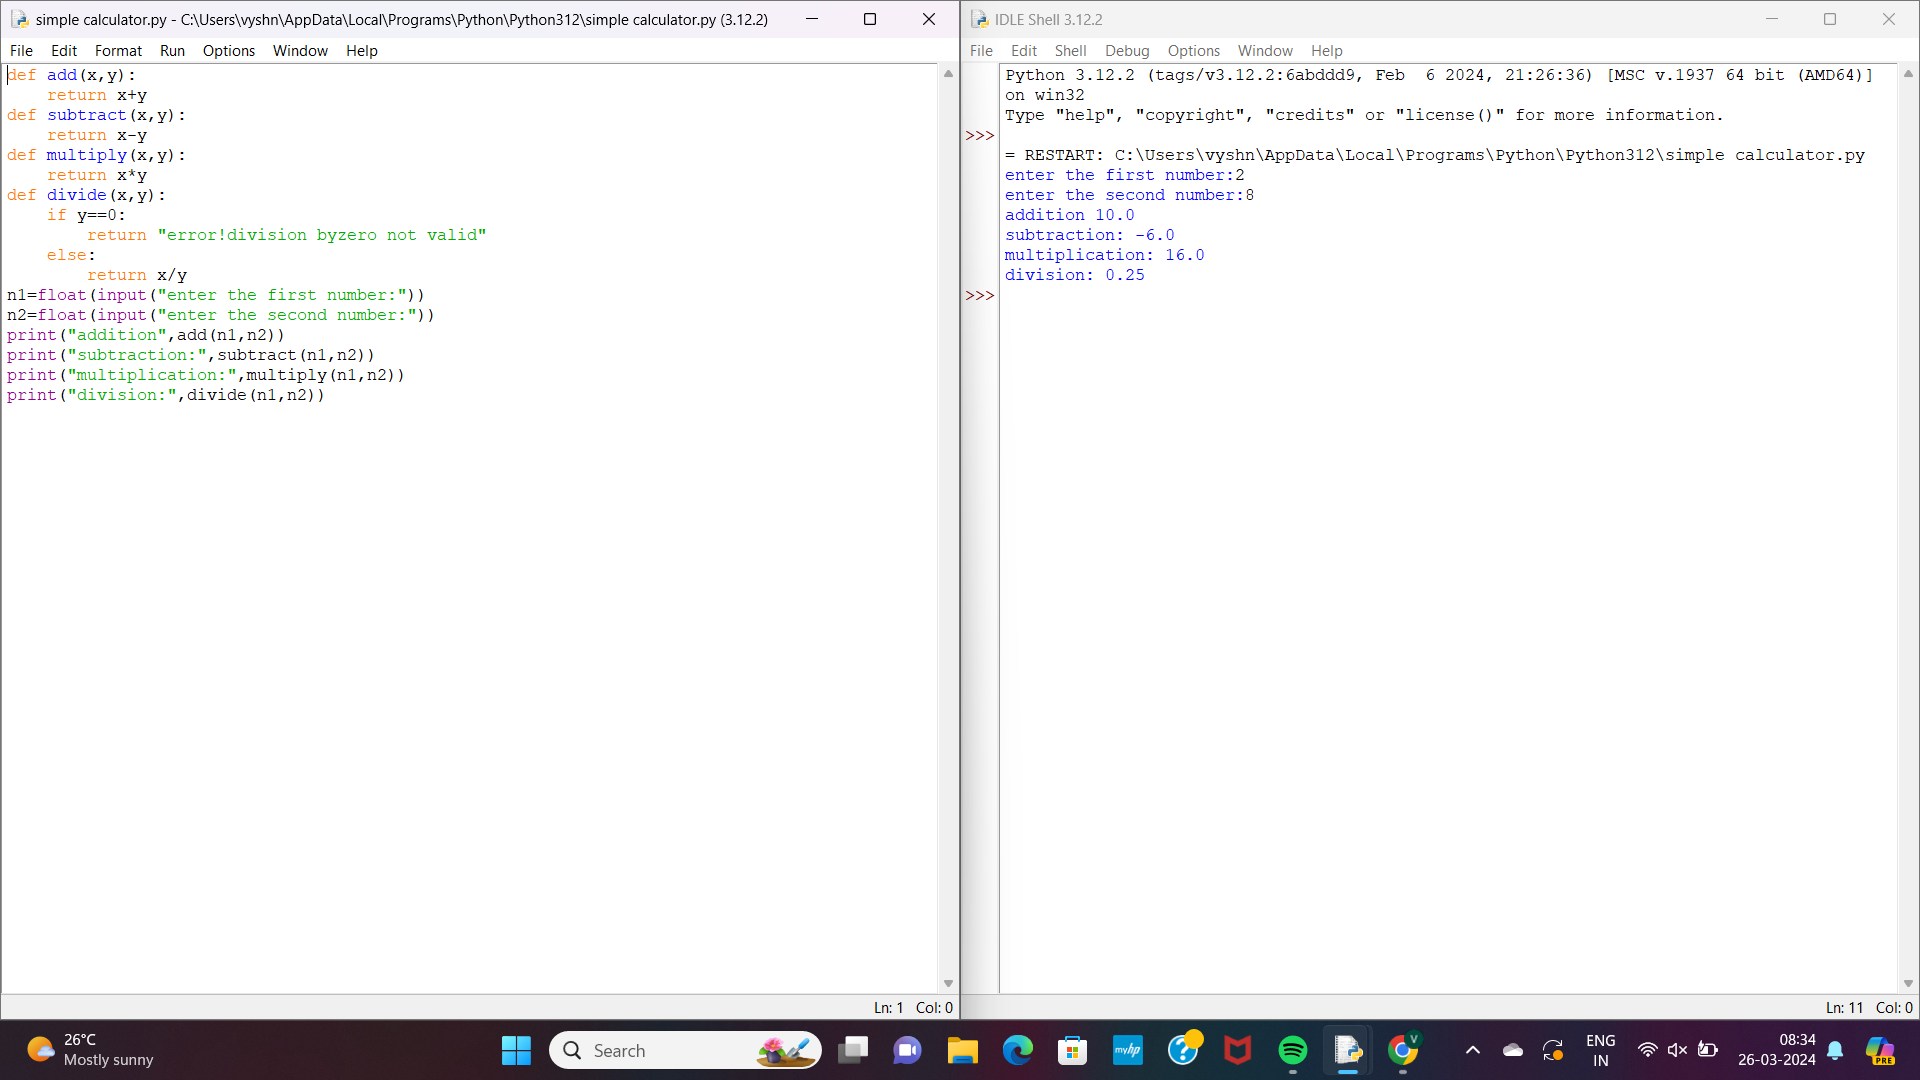 simple calculator.py - C:\Users\vyshn\AppData\Local\Programs\Python\Python312\simple calculator.py (3.12.2)
File Edit Format Run Options Window Help
def add(x,y):
    return x+y
def subtract(x,y):
    return x-y
def multiply(x,y):
    return x*y
def divide(x,y):
    if y==0:
        return "error!division byzero not valid"
    else:
        return x/y
n1=float(input("enter the first number:"))
n2=float(input("enter the second number:"))
print("addition",add(n1,n2))
print("subtraction:",subtract(n1,n2))
print("multiplication:",multiply(n1,n2))
print("division:",divide(n1,n2))
Ln: 1 Col: 0
IDLE Shell 3.12.2
File Edit Shell Debug Options Window Help
Python 3.12.2 (tags/v3.12.2:6abddd9, Feb  6 2024, 21:26:36) [MSC v.1937 64 bit (AMD64)]
on win32
Type "help", "copyright", "credits" or "license()" for more information.
>>>
= RESTART: C:\Users\vyshn\AppData\Local\Programs\Python\Python312\simple calculator.py
enter the first number:2
enter the second number:8
addition 10.0
subtraction: -6.0
multiplication: 16.0
division: 0.25
>>>
Ln: 11 Col: 0
26°C
Mostly sunny
Search
myhp
?
V
ENG
IN
08:34
26-03-2024
PRE